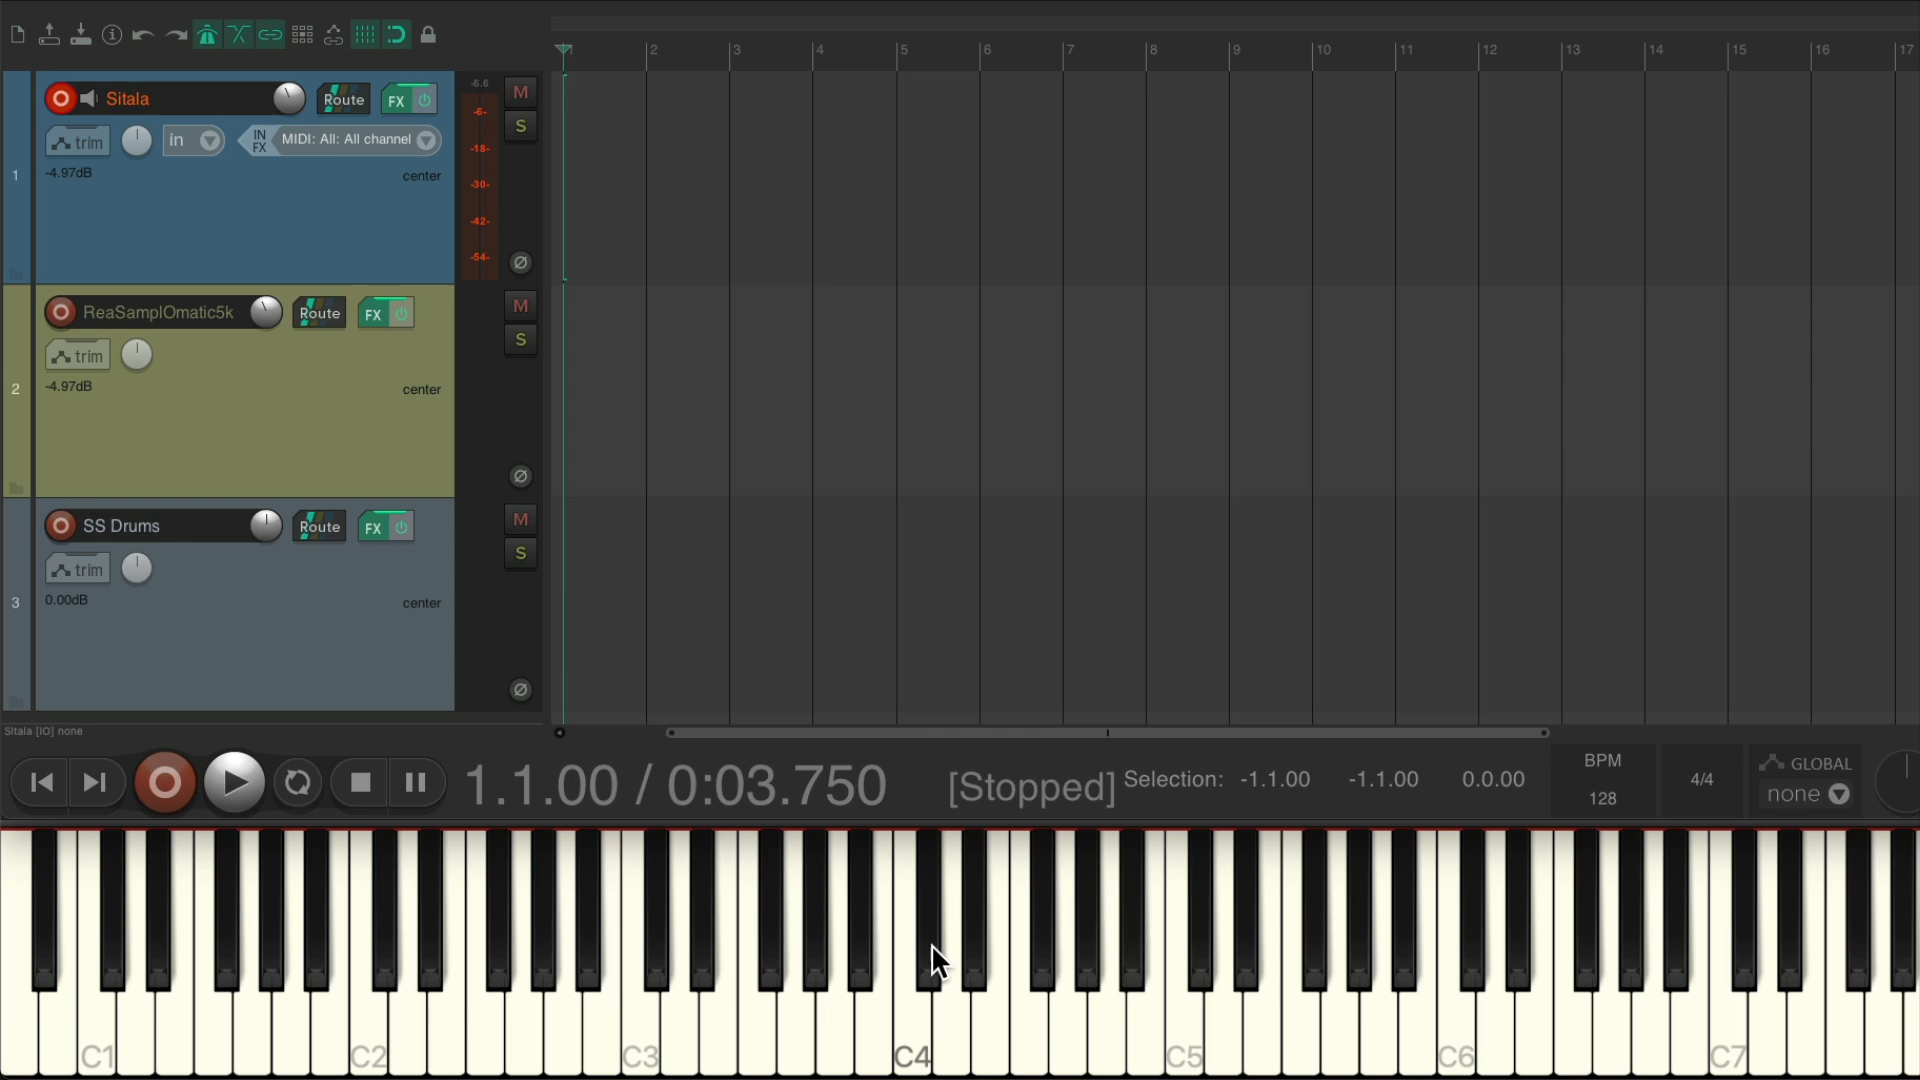 1 2 3 4 5 6 7 8 9 10 11 12 13 14 15 16 17
1
Sitala
Route
FX
-6.6
M
S
-6-
-18-
-30-
-42-
-54-
trim
in
IN
FX
MIDI: All: All channel
-4.97dB
center
Ø
2
ReaSamplOmatic5k
Route
FX
M
S
trim
-4.97dB
center
Ø
3
SS Drums
Route
FX
M
S
trim
0.00dB
center
Ø
Sitala [IO] none
1.1.00 / 0:03.750
[Stopped]
Selection: -1.1.00 -1.1.00 0.0.00
BPM
128
4/4
GLOBAL
none
C1 C2 C3 C4 C5 C6 C7